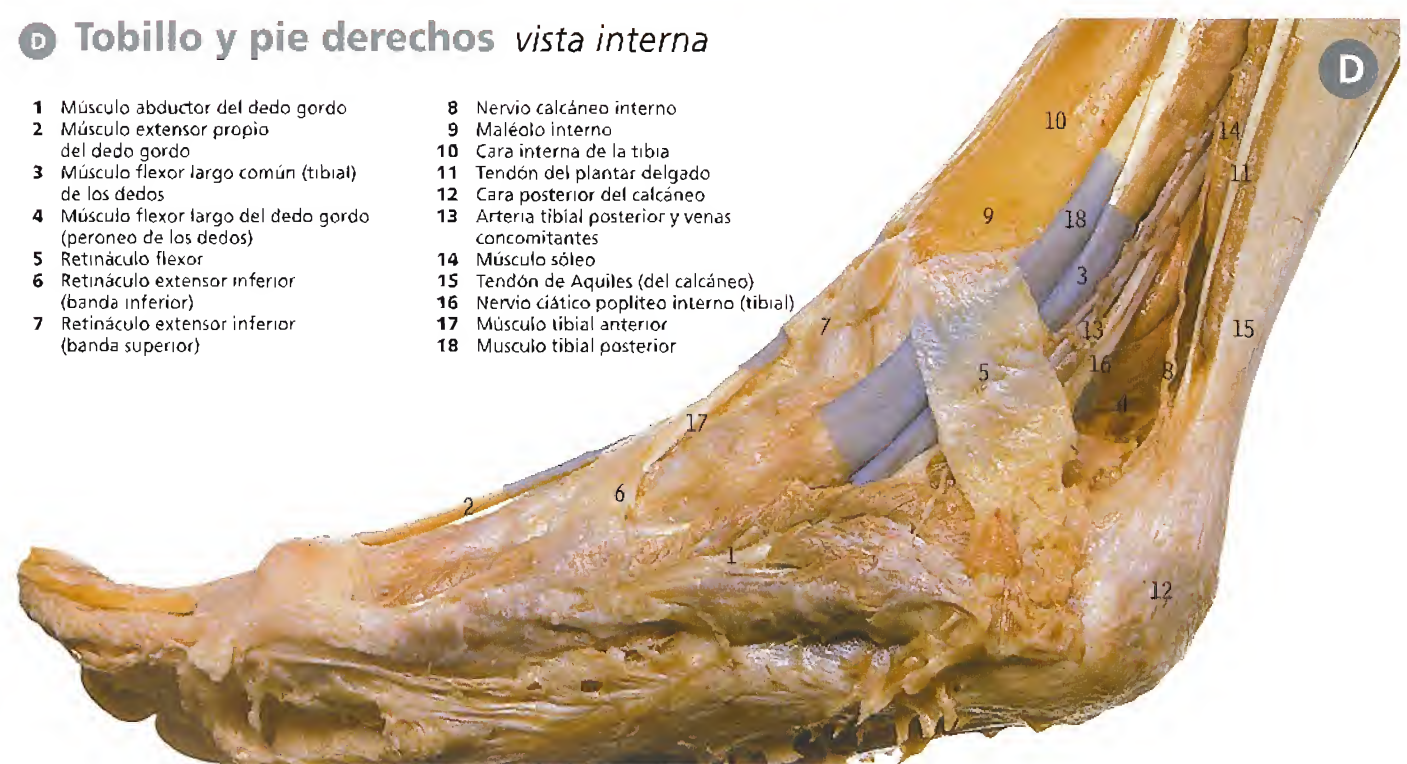 D Tobillo y pie derechos vista interna
D
1 Músculo abductor del dedo gordo
2 Músculo extensor propio
del dedo gordo
3 Músculo flexor largo común (tibial)
de los dedos
4 Músculo flexor largo del dedo gordo
(peroneo de los dedos)
5 Retináculo flexor
6 Retináculo extensor inferior
(banda inferior)
7 Retináculo extensor inferior
(banda superior)
8 Nervio calcáneo interno
9 Maléolo interno
10 Cara interna de la tibia
11 Tendón del plantar delgado
12 Cara posterior del calcáneo
13 Arteria tibial posterior y venas
concomitantes
14 Músculo sóleo
15 Tendón de Aquiles (del calcáneo)
16 Nervio ciático poplíteo interno (tibial)
17 Músculo tibial anterior
18 Musculo tibial posterior
10
14
11
9
18
3
7
13
15
16
5
8
4
17
6
2
1
12